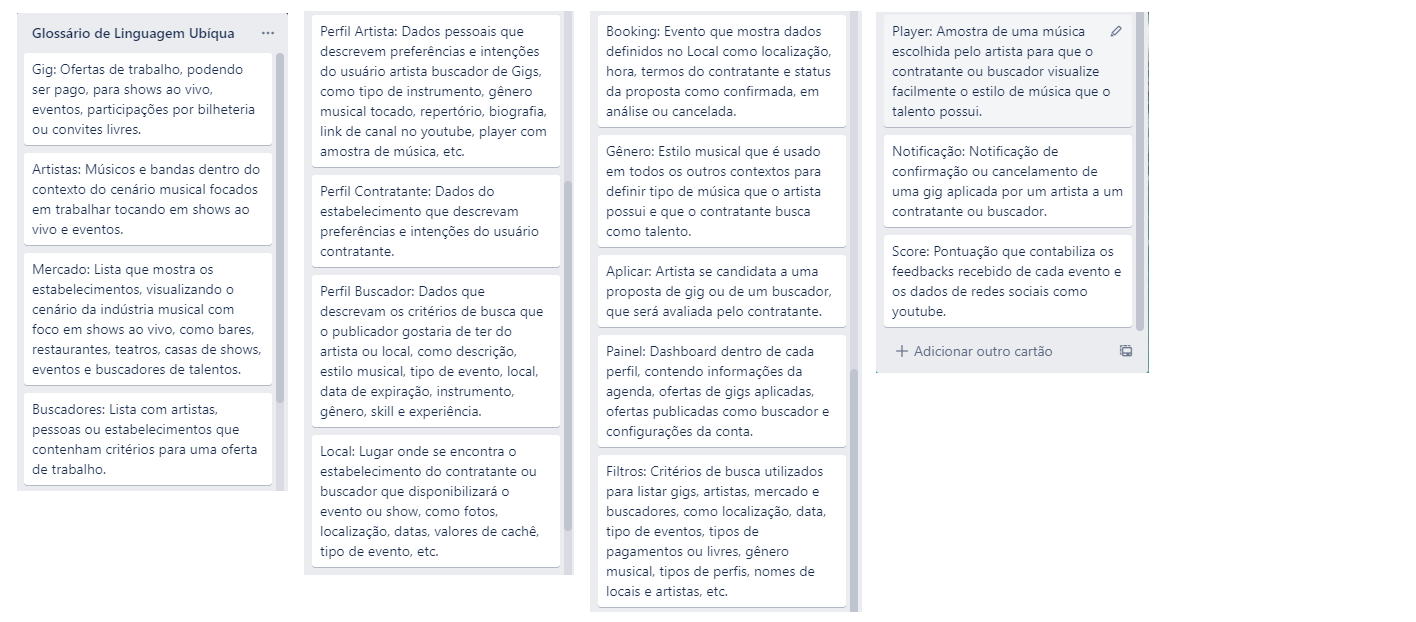 Glossário de Linguagem Ubíqua
Gig: Ofertas de trabalho, podendo
ser pago, para shows ao vivo,
eventos, participações por bilheteria
ou convites livres.
Artistas: Músicos e bandas dentro do
contexto do cenário musical focados
em trabalhar tocando em shows ao
vivo e eventos.
Mercado: Lista que mostra os
estabelecimentos, visualizando o
cenário da indústria musical com
foco em shows ao vivo, como bares,
restaurantes, teatros, casas de shows,
eventos e buscadores de talentos.
Buscadores: Lista com artistas,
pessoas ou estabelecimentos que
contenham critérios para uma oferta
de trabalho.
Perfil Artista: Dados pessoais que
descrevem preferências e intenções
do usuário artista buscador de Gigs,
como tipo de instrumento, gênero
musical tocado, repertório, biografia,
link de canal no youtube, player com
amostra de música, etc.
Perfil Contratante: Dados do
estabelecimento que descrevam
preferências e intenções do usuário
contratante.
Perfil Buscador: Dados que
descrevam os critérios de busca que
o publicador gostaria de ter do
artista ou local, como descrição,
estilo musical, tipo de evento, local,
data de expiração, instrumento,
gênero, skill e experiência.
Local: Lugar onde se encontra o
estabelecimento do contratante ou
buscador que disponibilizará o
evento ou show, como fotos,
localização, datas, valores de cachê,
tipo de evento, etc.
Booking: Evento que mostra dados
definidos no Local como localização,
hora, termos do contratante e status
da proposta como confirmada, em
análise ou cancelada.
Gênero: Estilo musical que é usado
em todos os outros contextos para
definir tipo de música que o artista
possui e que o contratante busca
como talento.
Aplicar: Artista se candidata a uma
proposta de gig ou de um buscador,
que será avaliada pelo contratante.
Painel: Dashboard dentro de cada
perfil, contendo informações da
agenda, ofertas de gigs aplicadas,
ofertas publicadas como buscador e
configurações da conta.
Filtros: Critérios de busca utilizados
para listar gigs, artistas, mercado e
buscadores, como localização, data,
tipo de eventos, tipos de
pagamentos ou livres, gênero
musical, tipos de perfis, nomes de
locais e artistas, etc.
Player: Amostra de uma música
escolhida pelo artista para que o
contratante ou buscador visualize
facilmente o estilo de música que o
talento possui.
Notificação: Notificação de
confirmação ou cancelamento de
uma gig aplicada por um artista a um
contratante ou buscador.
Score: Pontuação que contabiliza os
feedbacks recebido de cada evento e
os dados de redes sociais como
youtube.
+ Adicionar outro cartão